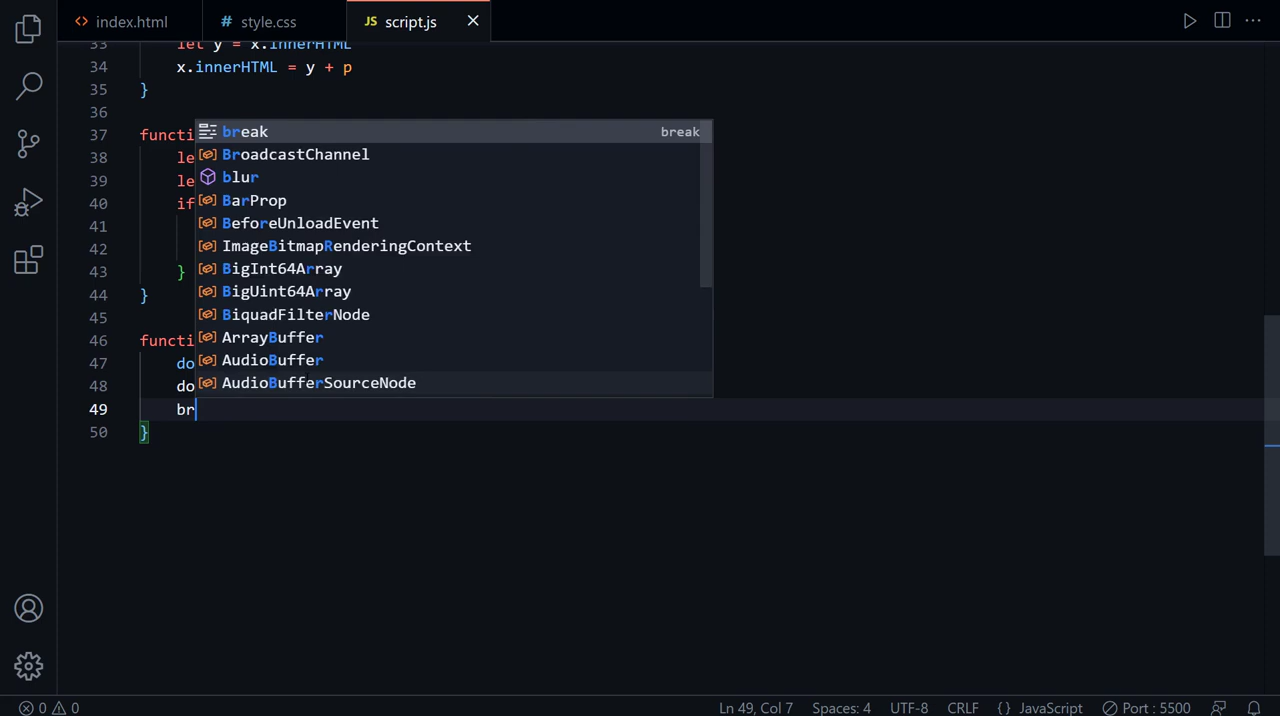 index.html
style.css
JS script.js
33 let y = x.innerHTML
34 x.innerHTML = y + p
35 }
36
37 functi
38 le
39 le
40 if
41
42
43 }
44 }
45
46 functi
47 do
48 do
49 br
50 }
break break
BroadcastChannel
blur
BarProp
BeforeUnloadEvent
ImageBitmapRenderingContext
BigInt64Array
BigUint64Array
BiquadFilterNode
ArrayBuffer
AudioBuffer
AudioBufferSourceNode
0 0 Ln 49, Col 7 Spaces: 4 UTF-8 CRLF {} JavaScript Port : 5500